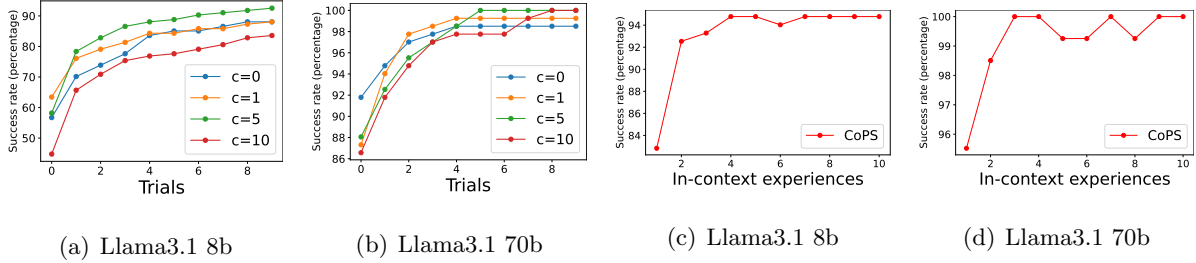 Success rate (percentage)
90
80
70
60
50
c=0
c=1
c=5
c=10
0
2
4
6
8
Trials
(a) Llama3.1 8b
Success rate (percentage)
100
98
96
94
92
90
88
86
c=0
c=1
c=5
c=10
0
2
4
6
8
Trials
(b) Llama3.1 70b
Success rate (percentage)
94
92
90
88
86
84
CoPS
2
4
6
8
10
In-context experiences
(c) Llama3.1 8b
Success rate (percentage)
100
99
98
97
96
CoPS
2
4
6
8
10
In-context experiences
(d) Llama3.1 70b